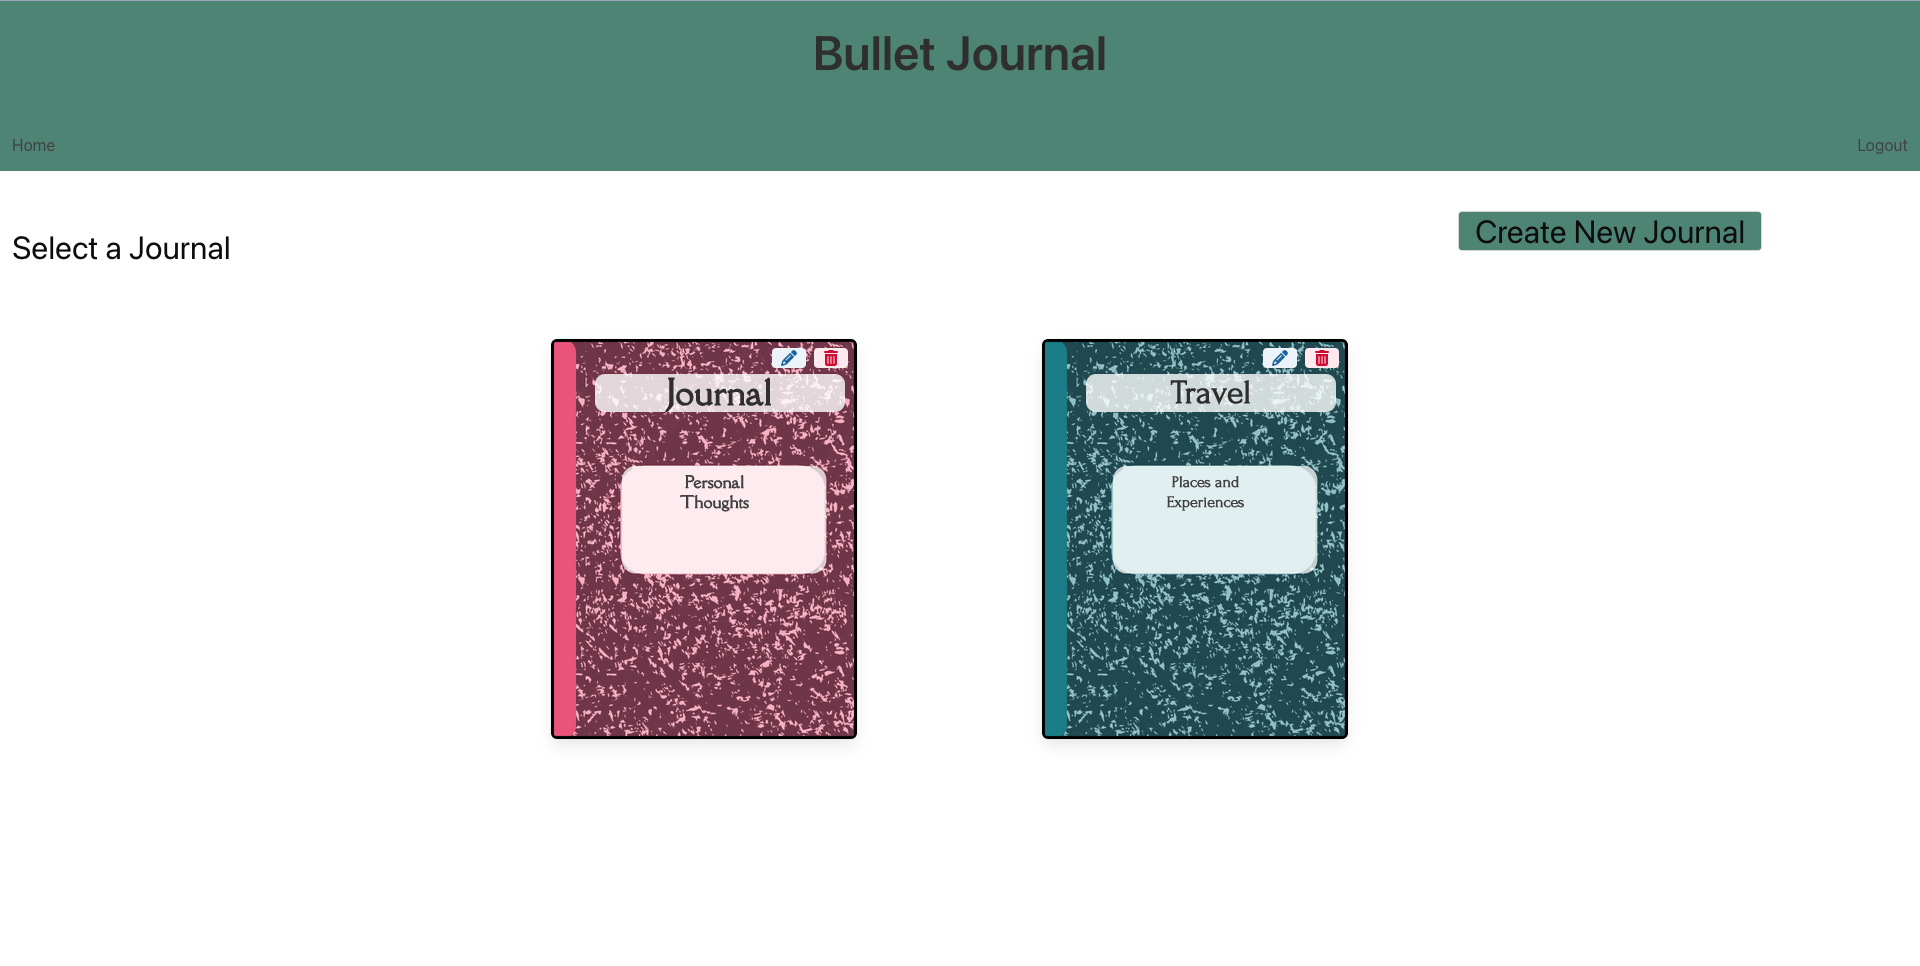 Bullet Journal
Home
Logout
Select a Journal
Create New Journal
Journal
Personal
Thoughts
Travel
Places and
Experiences